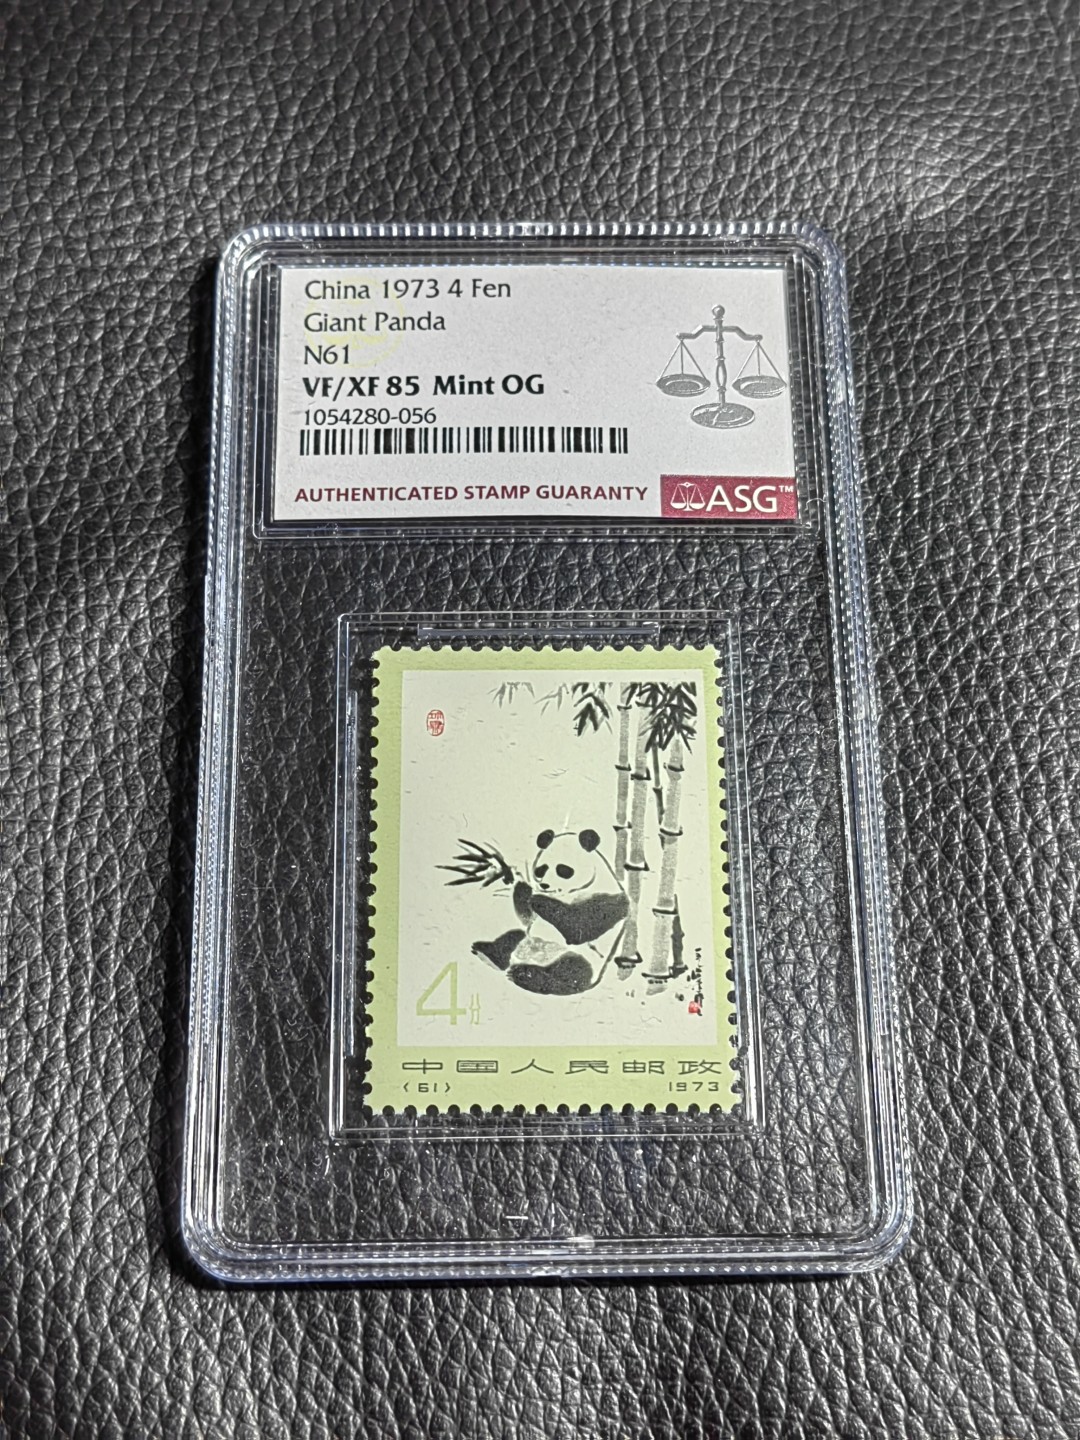 China 1973 4 Fen
Giant Panda
N61
VF/XF 85 Mint OG
1054280-056
AUTHENTICATED STAMP GUARANTY
ASG™
4分
中国人民邮政
(61) 1973